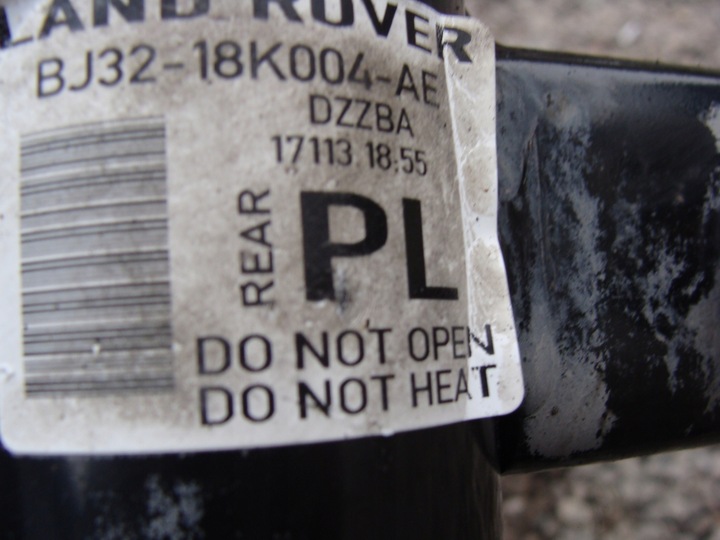 LAND ROVER
BJ32-18K004-AE
DZZBA
17113 18:55
REAR
PL
DO NOT OPEN
DO NOT HEAT